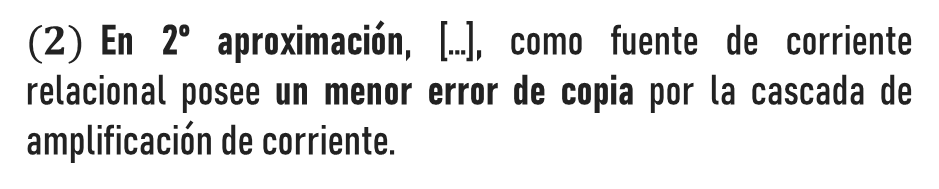 (2) En 2° aproximación, [...], como fuente de corriente
relacional posee un menor error de copia por la cascada de
amplificación de corriente.